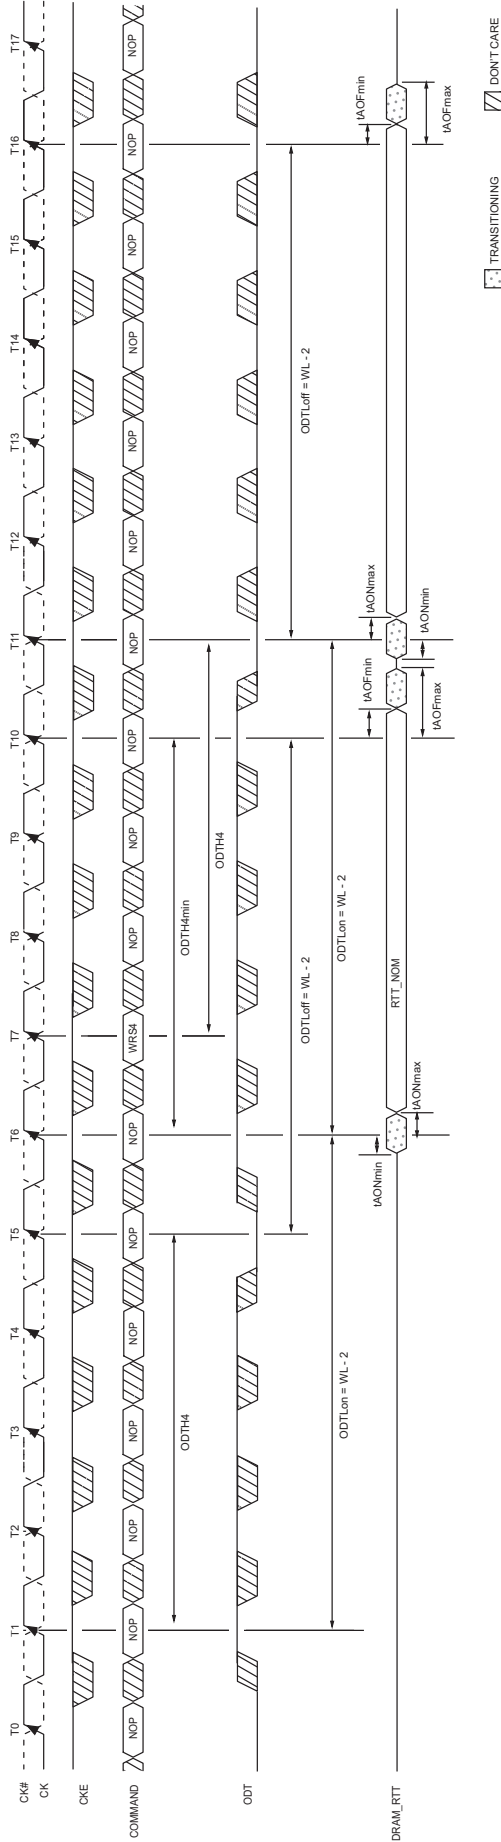 T0 T1 T2 T3 T4 T5 T6 T7 T8 T9 T10 T11 T12 T13 T14 T15 T16 T17
CK#
CK
CKE
COMMAND NOP NOP NOP NOP NOP NOP NOP WRS4 NOP NOP NOP NOP NOP NOP NOP NOP NOP NOP
ODTH4 ODTH4min
ODTH4
ODT
ODTLoff = WL - 2 ODTLoff = WL - 2
ODTLon = WL - 2 ODTLon = WL - 2
tAONmin tAOFmin tAONmax tAOFmin
DRAM_RTT RTT_NOM
tAONmax tAOFmax tAONmin tAOFmax
TRANSITIONING DON'T CARE